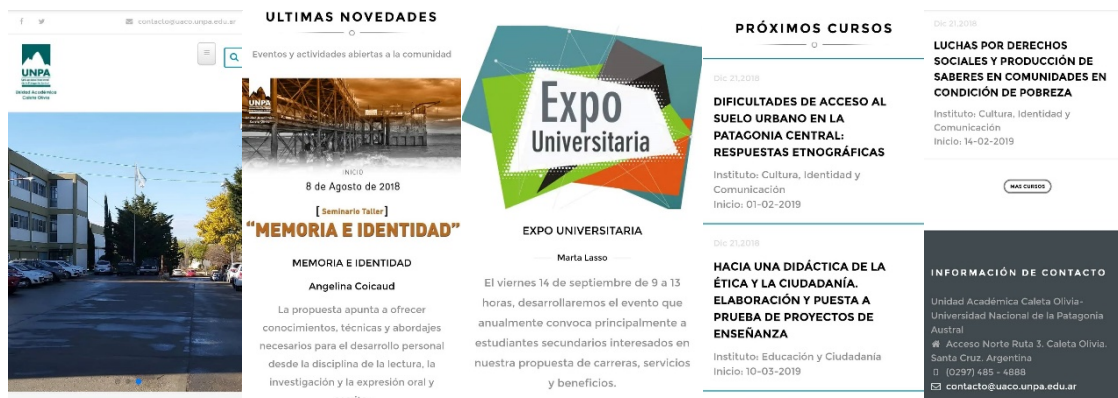 contacto@uaco.unpa.edu.ar
UNPA
Unidad Académica
Caleta Olivia
ULTIMAS NOVEDADES
Eventos y actividades abiertas a la comunidad
UNPA
INICIO
8 de Agosto de 2018
[Seminario Taller]
“MEMORIA E IDENTIDAD”
MEMORIA E IDENTIDAD
Angelina Coicaud
La propuesta apunta a ofrecer
conocimientos, técnicas y abordajes
necesarios para el desarrollo personal
desde la disciplina de la lectura, la
investigación y la expresión oral y
Expo
Universitaria
EXPO UNIVERSITARIA
Marta Lasso
El viernes 14 de septiembre de 9 a 13
horas, desarrollaremos el evento que
anualmente convoca principalmente a
estudiantes secundarios interesados en
nuestra propuesta de carreras, servicios
y beneficios.
PRÓXIMOS CURSOS
Dic 21,2018
DIFICULTADES DE ACCESO AL
SUELO URBANO EN LA
PATAGONIA CENTRAL:
RESPUESTAS ETNOGRÁFICAS
Instituto: Cultura, Identidad y
Comunicación
Inicio: 01-02-2019
Dic 21,2018
HACIA UNA DIDÁCTICA DE LA
ÉTICA Y LA CIUDADANÍA.
ELABORACIÓN Y PUESTA A
PRUEBA DE PROYECTOS DE
ENSEÑANZA
Instituto: Educación y Ciudadanía
Inicio: 10-03-2019
Dic 21,2018
LUCHAS POR DERECHOS
SOCIALES Y PRODUCCIÓN DE
SABERES EN COMUNIDADES EN
CONDICIÓN DE POBREZA
Instituto: Cultura, Identidad y
Comunicación
Inicio: 14-02-2019
MAS CURSOS
INFORMACIÓN DE CONTACTO
Unidad Académica Caleta Olivia-
Universidad Nacional de la Patagonia
Austral
Acceso Norte Ruta 3. Caleta Olivia.
Santa Cruz. Argentina
(0297) 485 - 4888
contacto@uaco.unpa.edu.ar